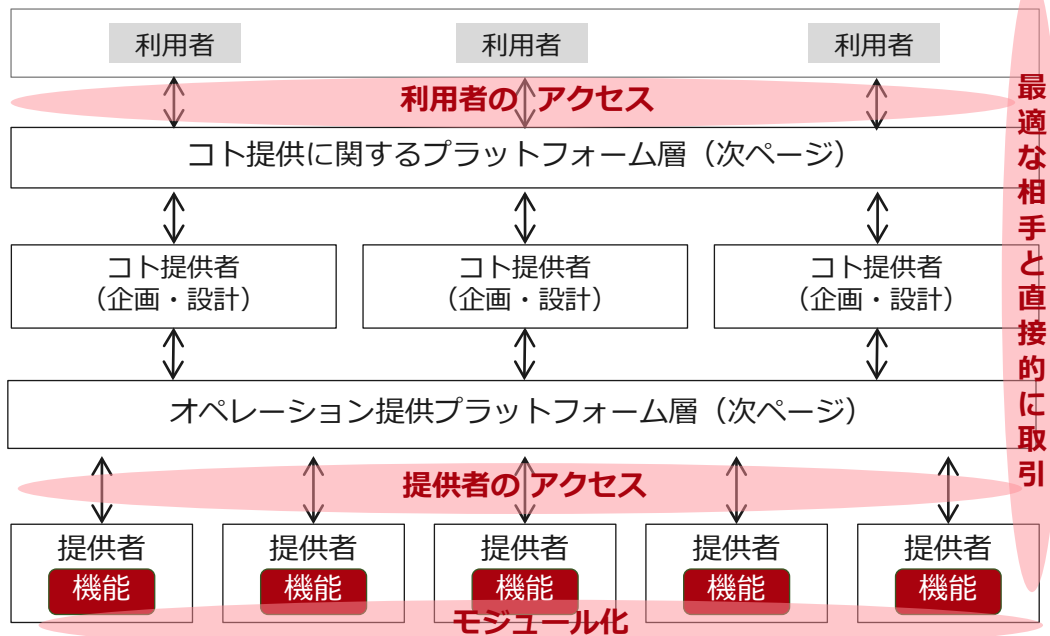 利用者 利用者 利用者
利用者の アクセス
コト提供に関するプラットフォーム層（次ページ）
コト提供者 コト提供者 コト提供者
（企画・設計） （企画・設計） （企画・設計）
オペレーション提供プラットフォーム層（次ページ）
提供者の アクセス
提供者 提供者 提供者 提供者 提供者
機能 機能 機能 機能 機能
モジュール化
最適な相手と直接的に取引